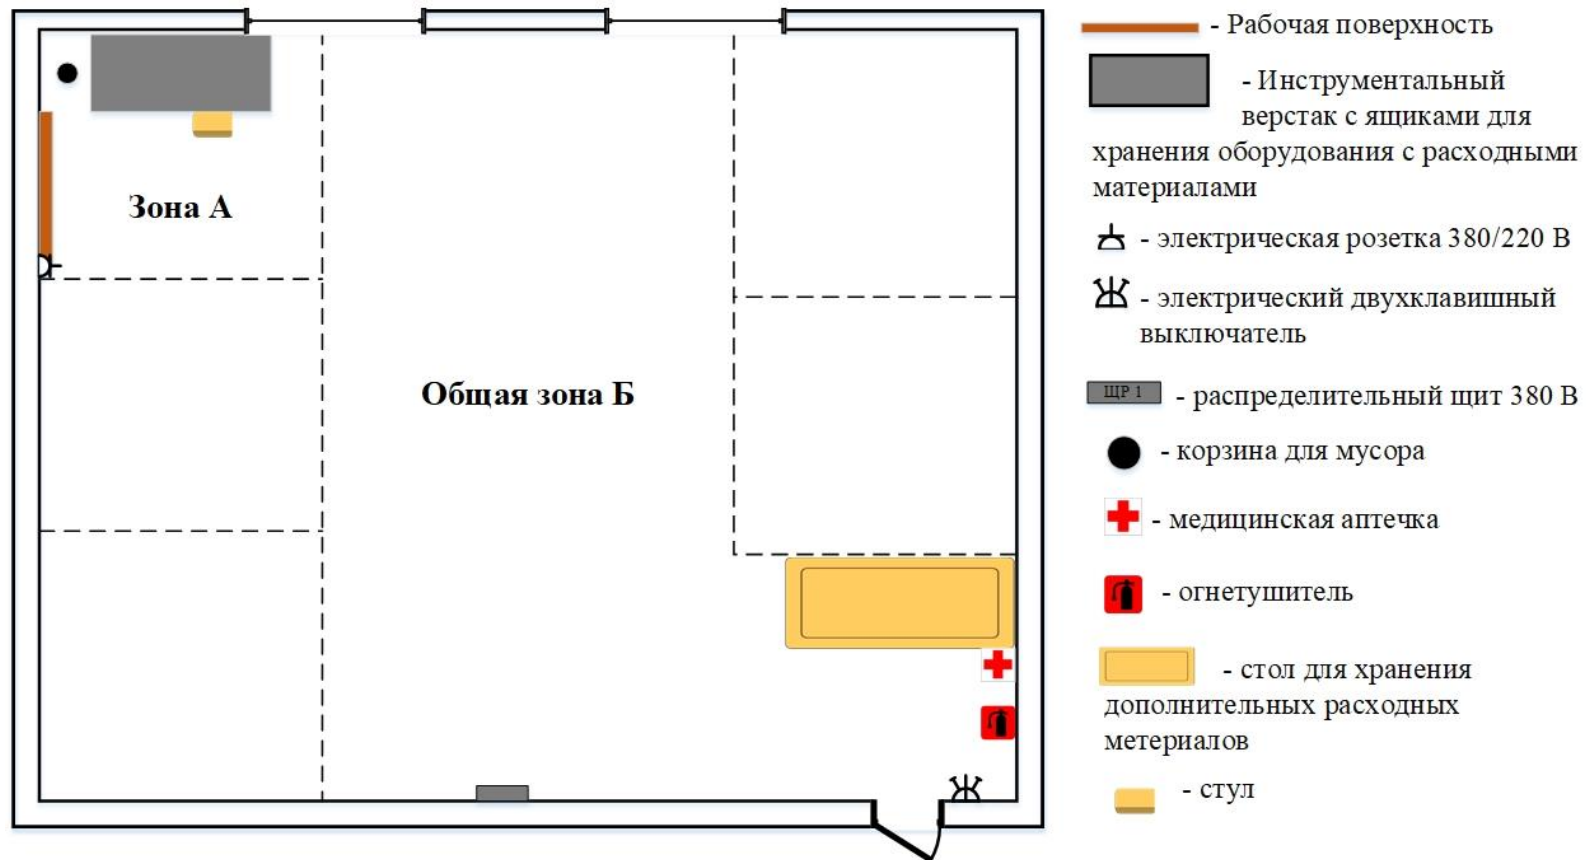 Зона А
Общая зона Б
- Рабочая поверхность
- Инструментальный
верстак с ящиками для
хранения оборудования с расходными
материалами
- электрическая розетка 380/220 В
- электрический двухклавишный
выключатель
ЩР 1 - распределительный щит 380 В
- корзина для мусора
- медицинская аптечка
- огнетушитель
- стол для хранения
дополнительных расходных
метериалов
- стул